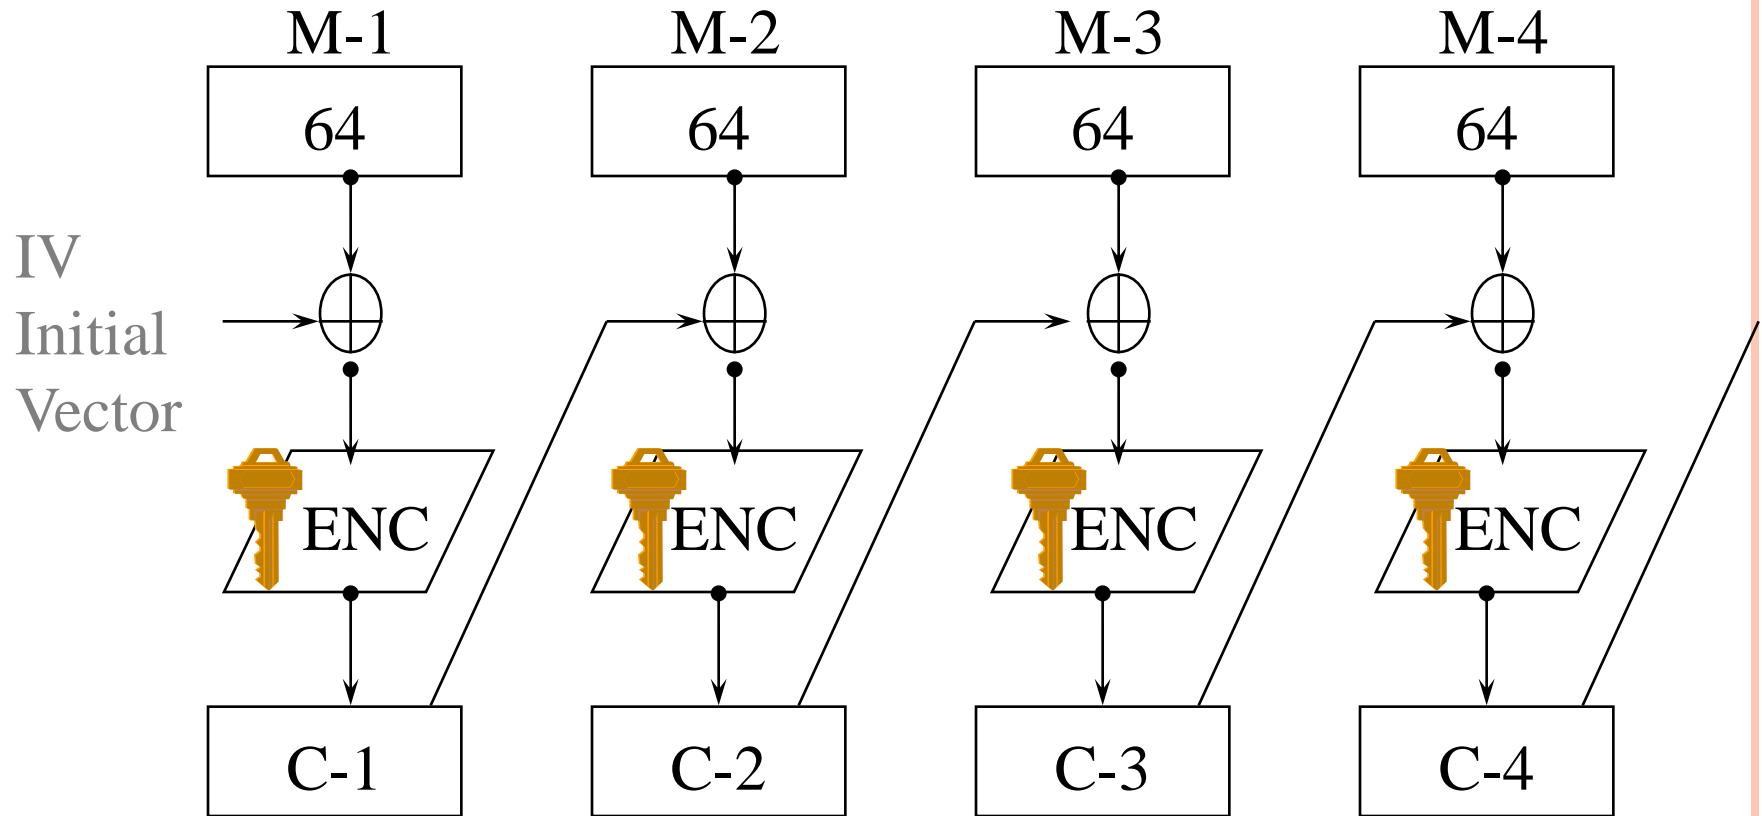 M-1 M-2 M-3 M-4
64 64 64 64
IV
Initial
Vector
ENC ENC ENC ENC
C-1 C-2 C-3 C-4